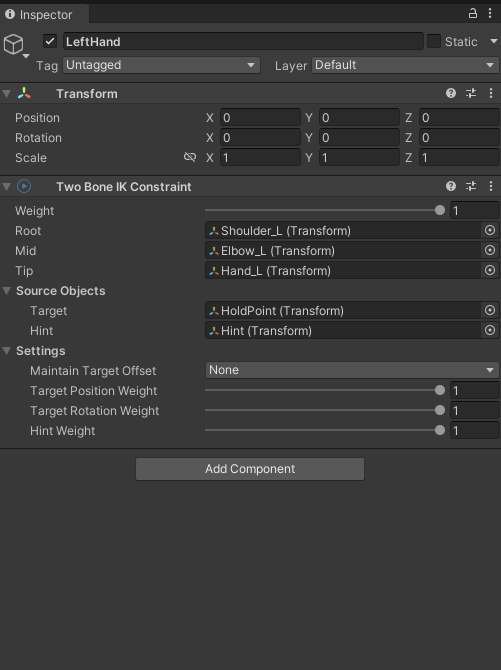 Inspector
LeftHand Static
Tag Untagged Layer Default
Transform
Position X 0 Y 0 Z 0
Rotation X 0 Y 0 Z 0
Scale X 1 Y 1 Z 1
Two Bone IK Constraint
Weight 1
Root Shoulder_L (Transform)
Mid Elbow_L (Transform)
Tip Hand_L (Transform)
Source Objects
Target HoldPoint (Transform)
Hint Hint (Transform)
Settings
Maintain Target Offset None
Target Position Weight 1
Target Rotation Weight 1
Hint Weight 1
Add Component